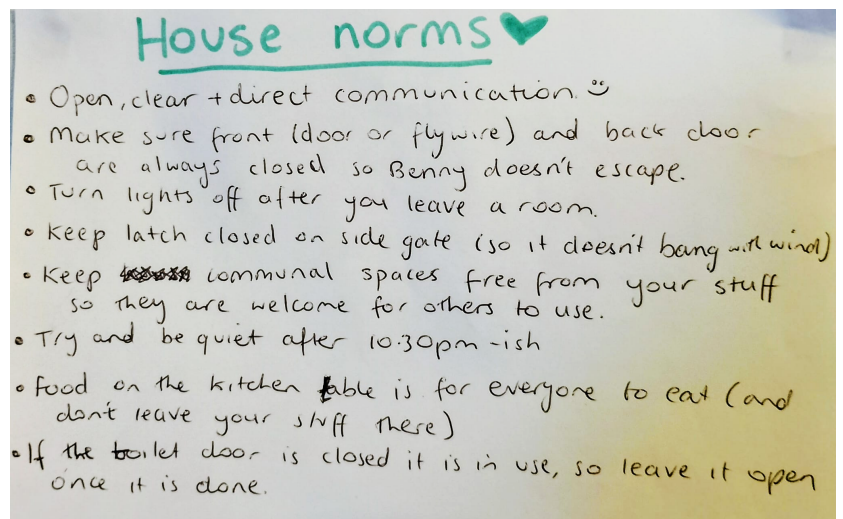 House norms ♥
• Open, clear + direct communication. :)
• Make sure front (door or flywire) and back door
are always closed so Benny doesn't escape.
• Turn lights off after you leave a room.
• Keep latch closed on side gate (so it doesn't bang with wind)
• Keep communal spaces free from your stuff
so they are welcome for others to use.
• Try and be quiet after 10.30pm -ish
• Food on the kitchen table is for everyone to eat (and
don't leave your stuff there)
• If the toilet door is closed it is in use, so leave it open
once it is done.